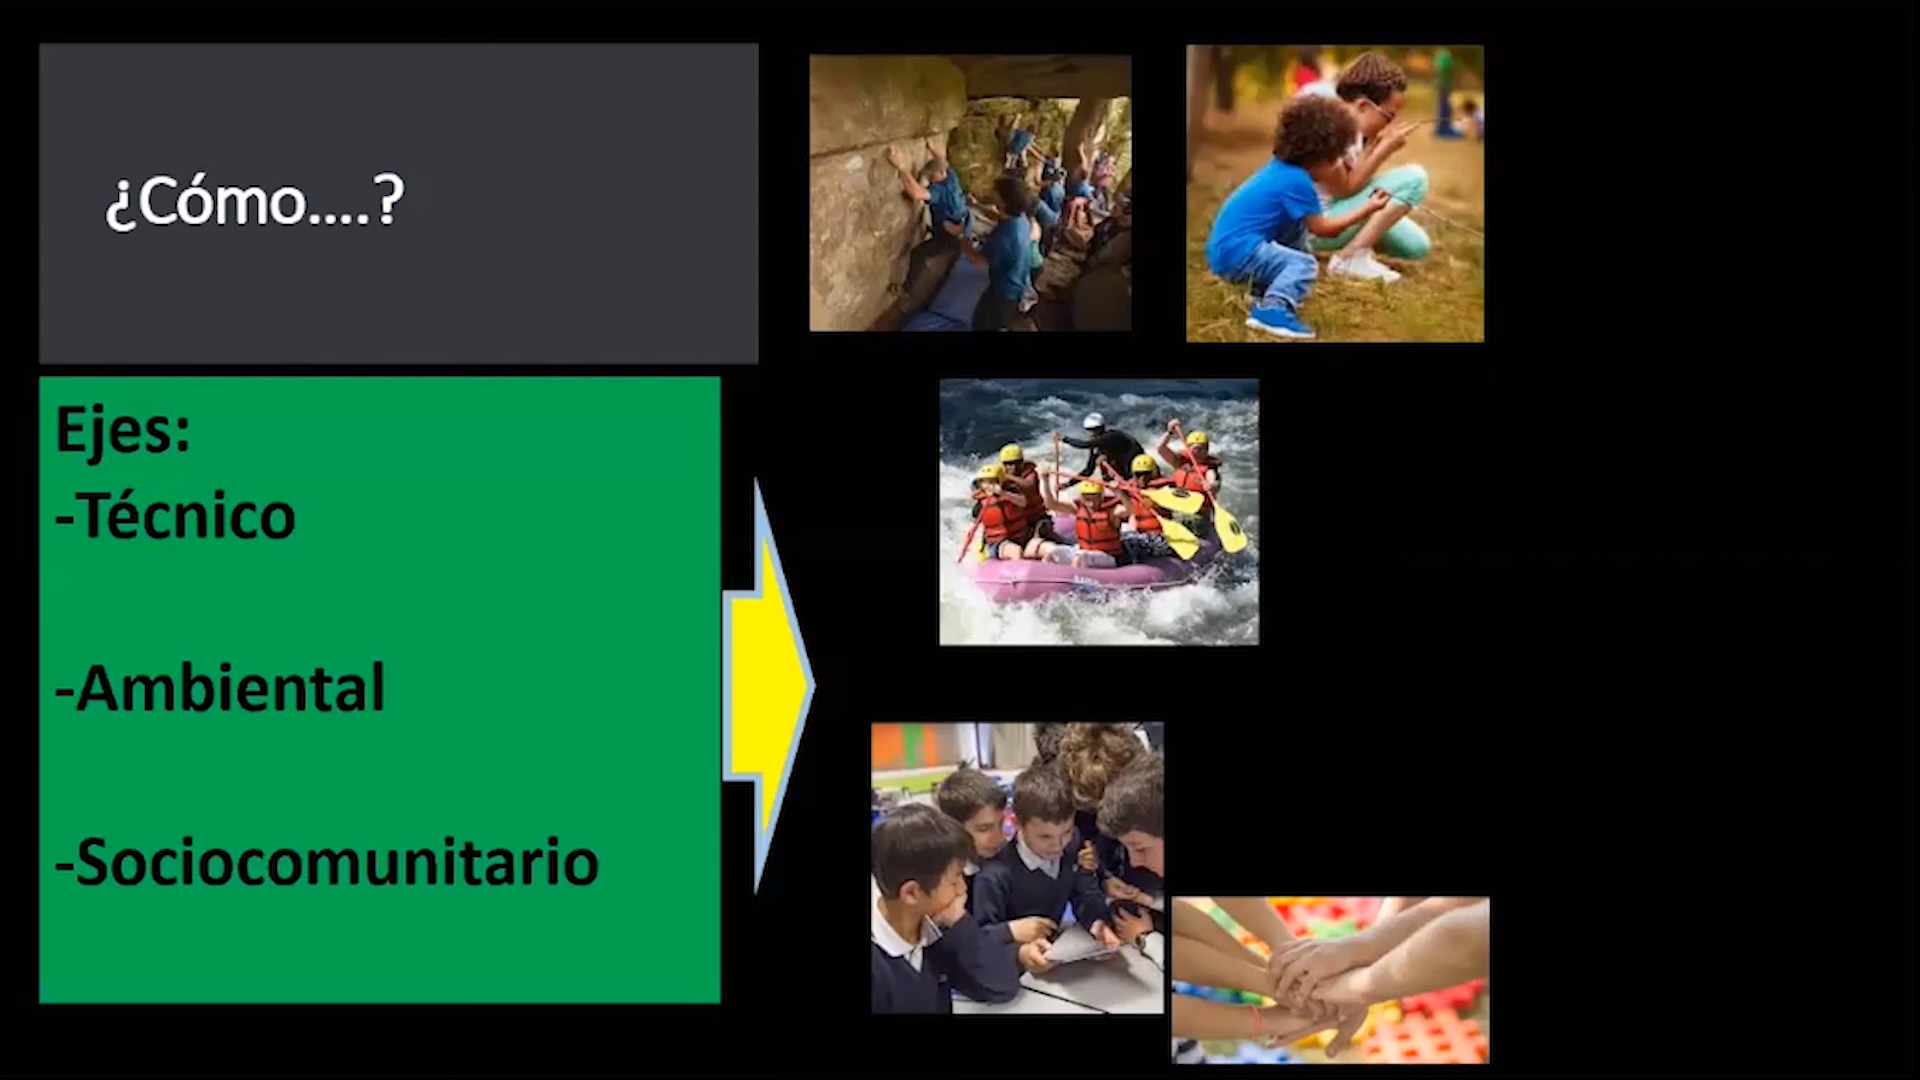 ¿Cómo....?
Ejes:
-Técnico
-Ambiental
-Sociocomunitario